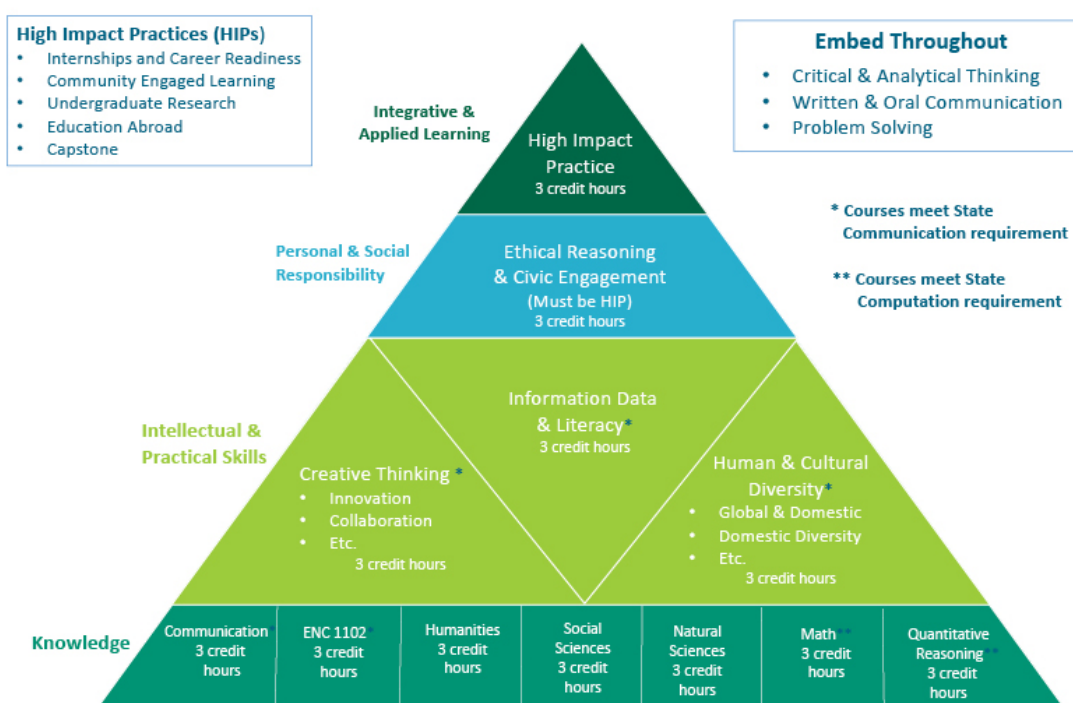 High Impact Practices (HIPs)
• Internships and Career Readiness
• Community Engaged Learning
• Undergraduate Research
• Education Abroad
• Capstone
Embed Throughout
• Critical & Analytical Thinking
• Written & Oral Communication
• Problem Solving
* Courses meet State
Communication requirement
** Courses meet State
Computation requirement
Integrative &
Applied Learning
High Impact
Practice
3 credit hours
Personal & Social
Responsibility
Ethical Reasoning
& Civic Engagement
(Must be HIP)
3 credit hours
Intellectual &
Practical Skills
Creative Thinking *
• Innovation
• Collaboration
• Etc.
3 credit hours
Information Data
& Literacy*
3 credit hours
Human & Cultural
Diversity*
• Global & Domestic
• Domestic Diversity
• Etc.
3 credit hours
Knowledge
Communication*
3 credit
hours
ENC 1102*
3 credit
hours
Humanities
3 credit
hours
Social
Sciences
3 credit
hours
Natural
Sciences
3 credit
hours
Math**
3 credit
hours
Quantitative
Reasoning**
3 credit
hours